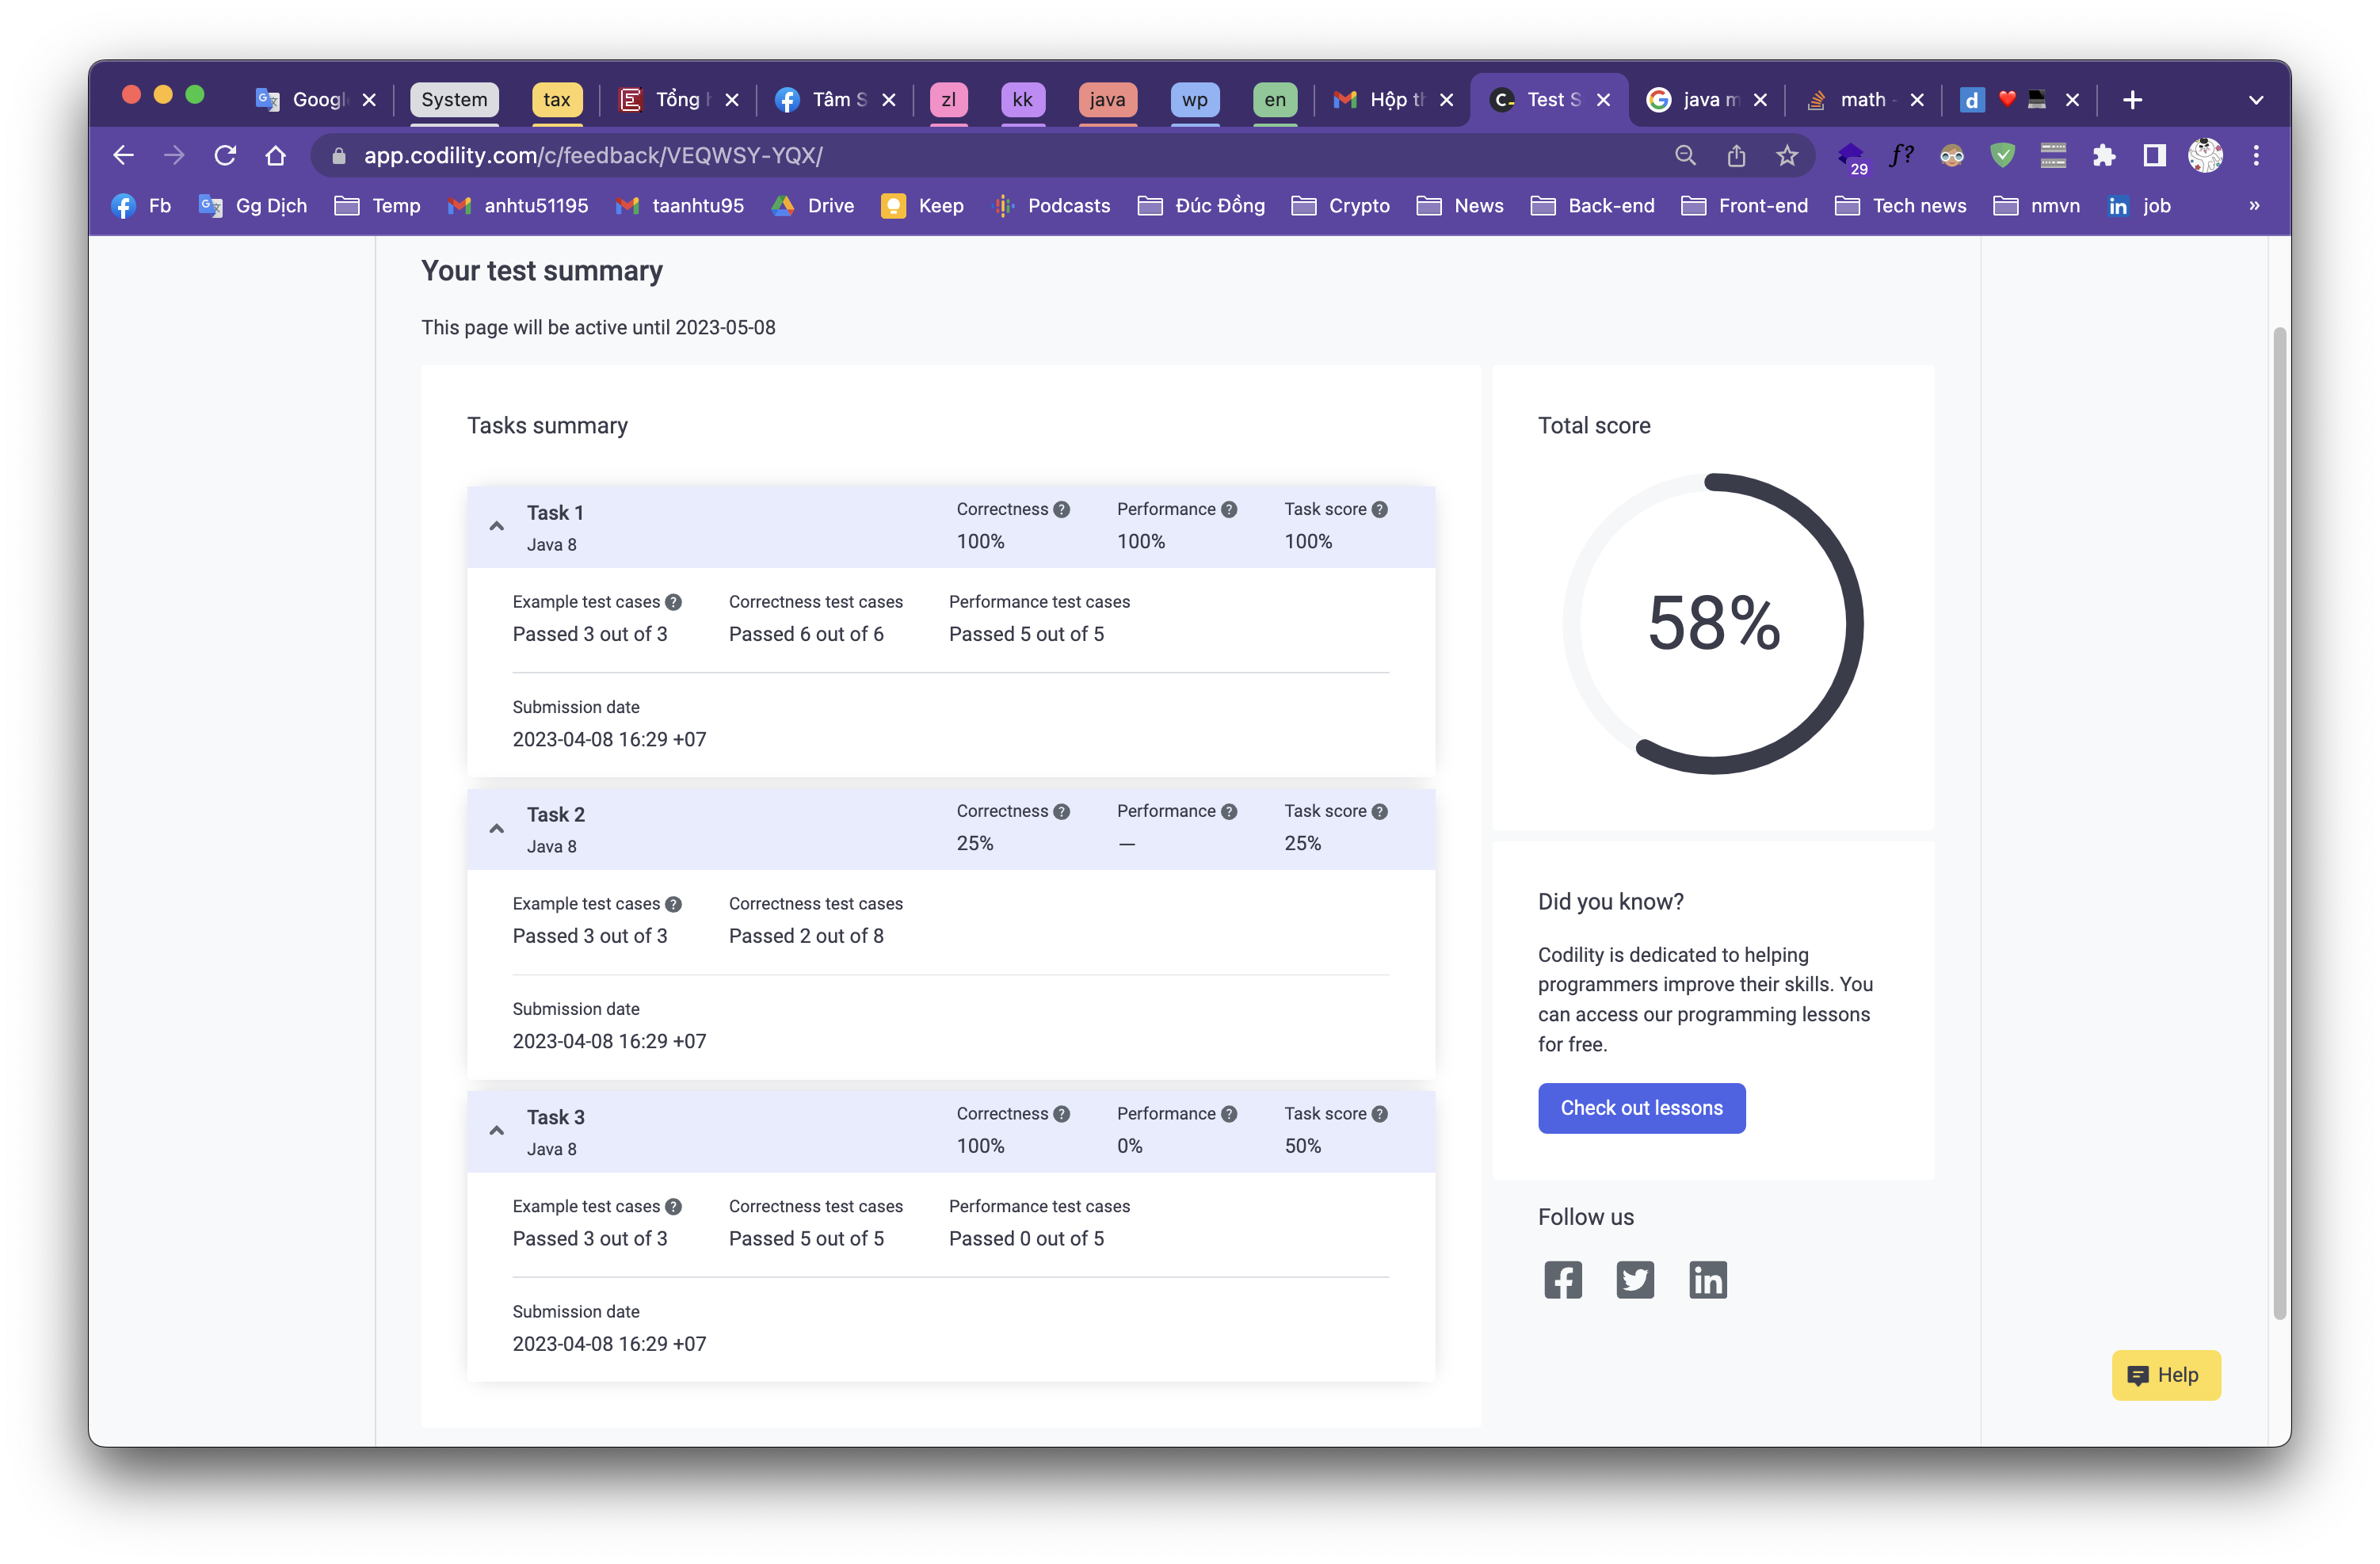 Googl
System
tax
Tổng h
Tâm S
zl
kk
java
wp
en
Hộp th
Test S
java m
math -
app.codility.com/c/feedback/VEQWSY-YQX/
29
f?
Fb
Gg Dịch
Temp
anhtu51195
taanhtu95
Drive
Keep
Podcasts
Đúc Đồng
Crypto
News
Back-end
Front-end
Tech news
nmvn
job
»
Your test summary
This page will be active until 2023-05-08
Tasks summary
Task 1
Java 8
Correctness ?
100%
Performance ?
100%
Task score ?
100%
Example test cases ?
Passed 3 out of 3
Correctness test cases
Passed 6 out of 6
Performance test cases
Passed 5 out of 5
Submission date
2023-04-08 16:29 +07
Task 2
Java 8
Correctness ?
25%
Performance ?
—
Task score ?
25%
Example test cases ?
Passed 3 out of 3
Correctness test cases
Passed 2 out of 8
Submission date
2023-04-08 16:29 +07
Task 3
Java 8
Correctness ?
100%
Performance ?
0%
Task score ?
50%
Example test cases ?
Passed 3 out of 3
Correctness test cases
Passed 5 out of 5
Performance test cases
Passed 0 out of 5
Submission date
2023-04-08 16:29 +07
Total score
58%
Did you know?
Codility is dedicated to helping
programmers improve their skills. You
can access our programming lessons
for free.
Check out lessons
Follow us
Help